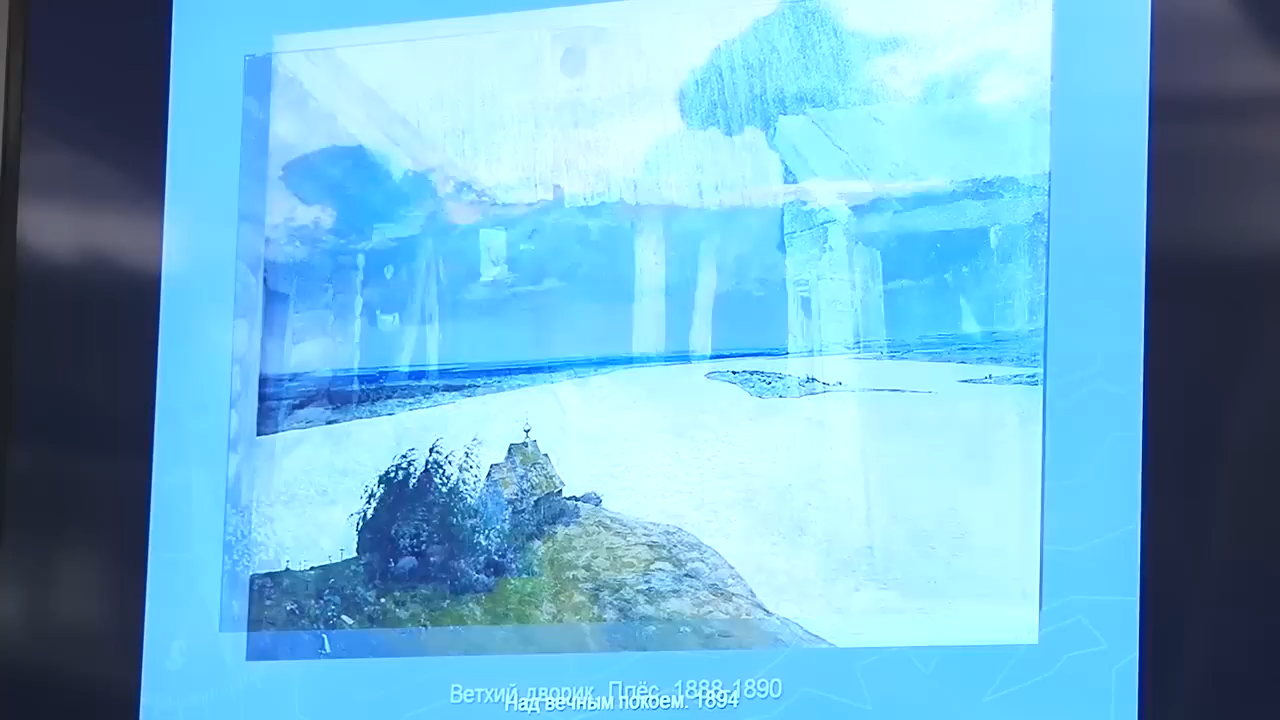 Ветхий дворик. Плёс. 1888-1890
Над вечным покоем. 1894